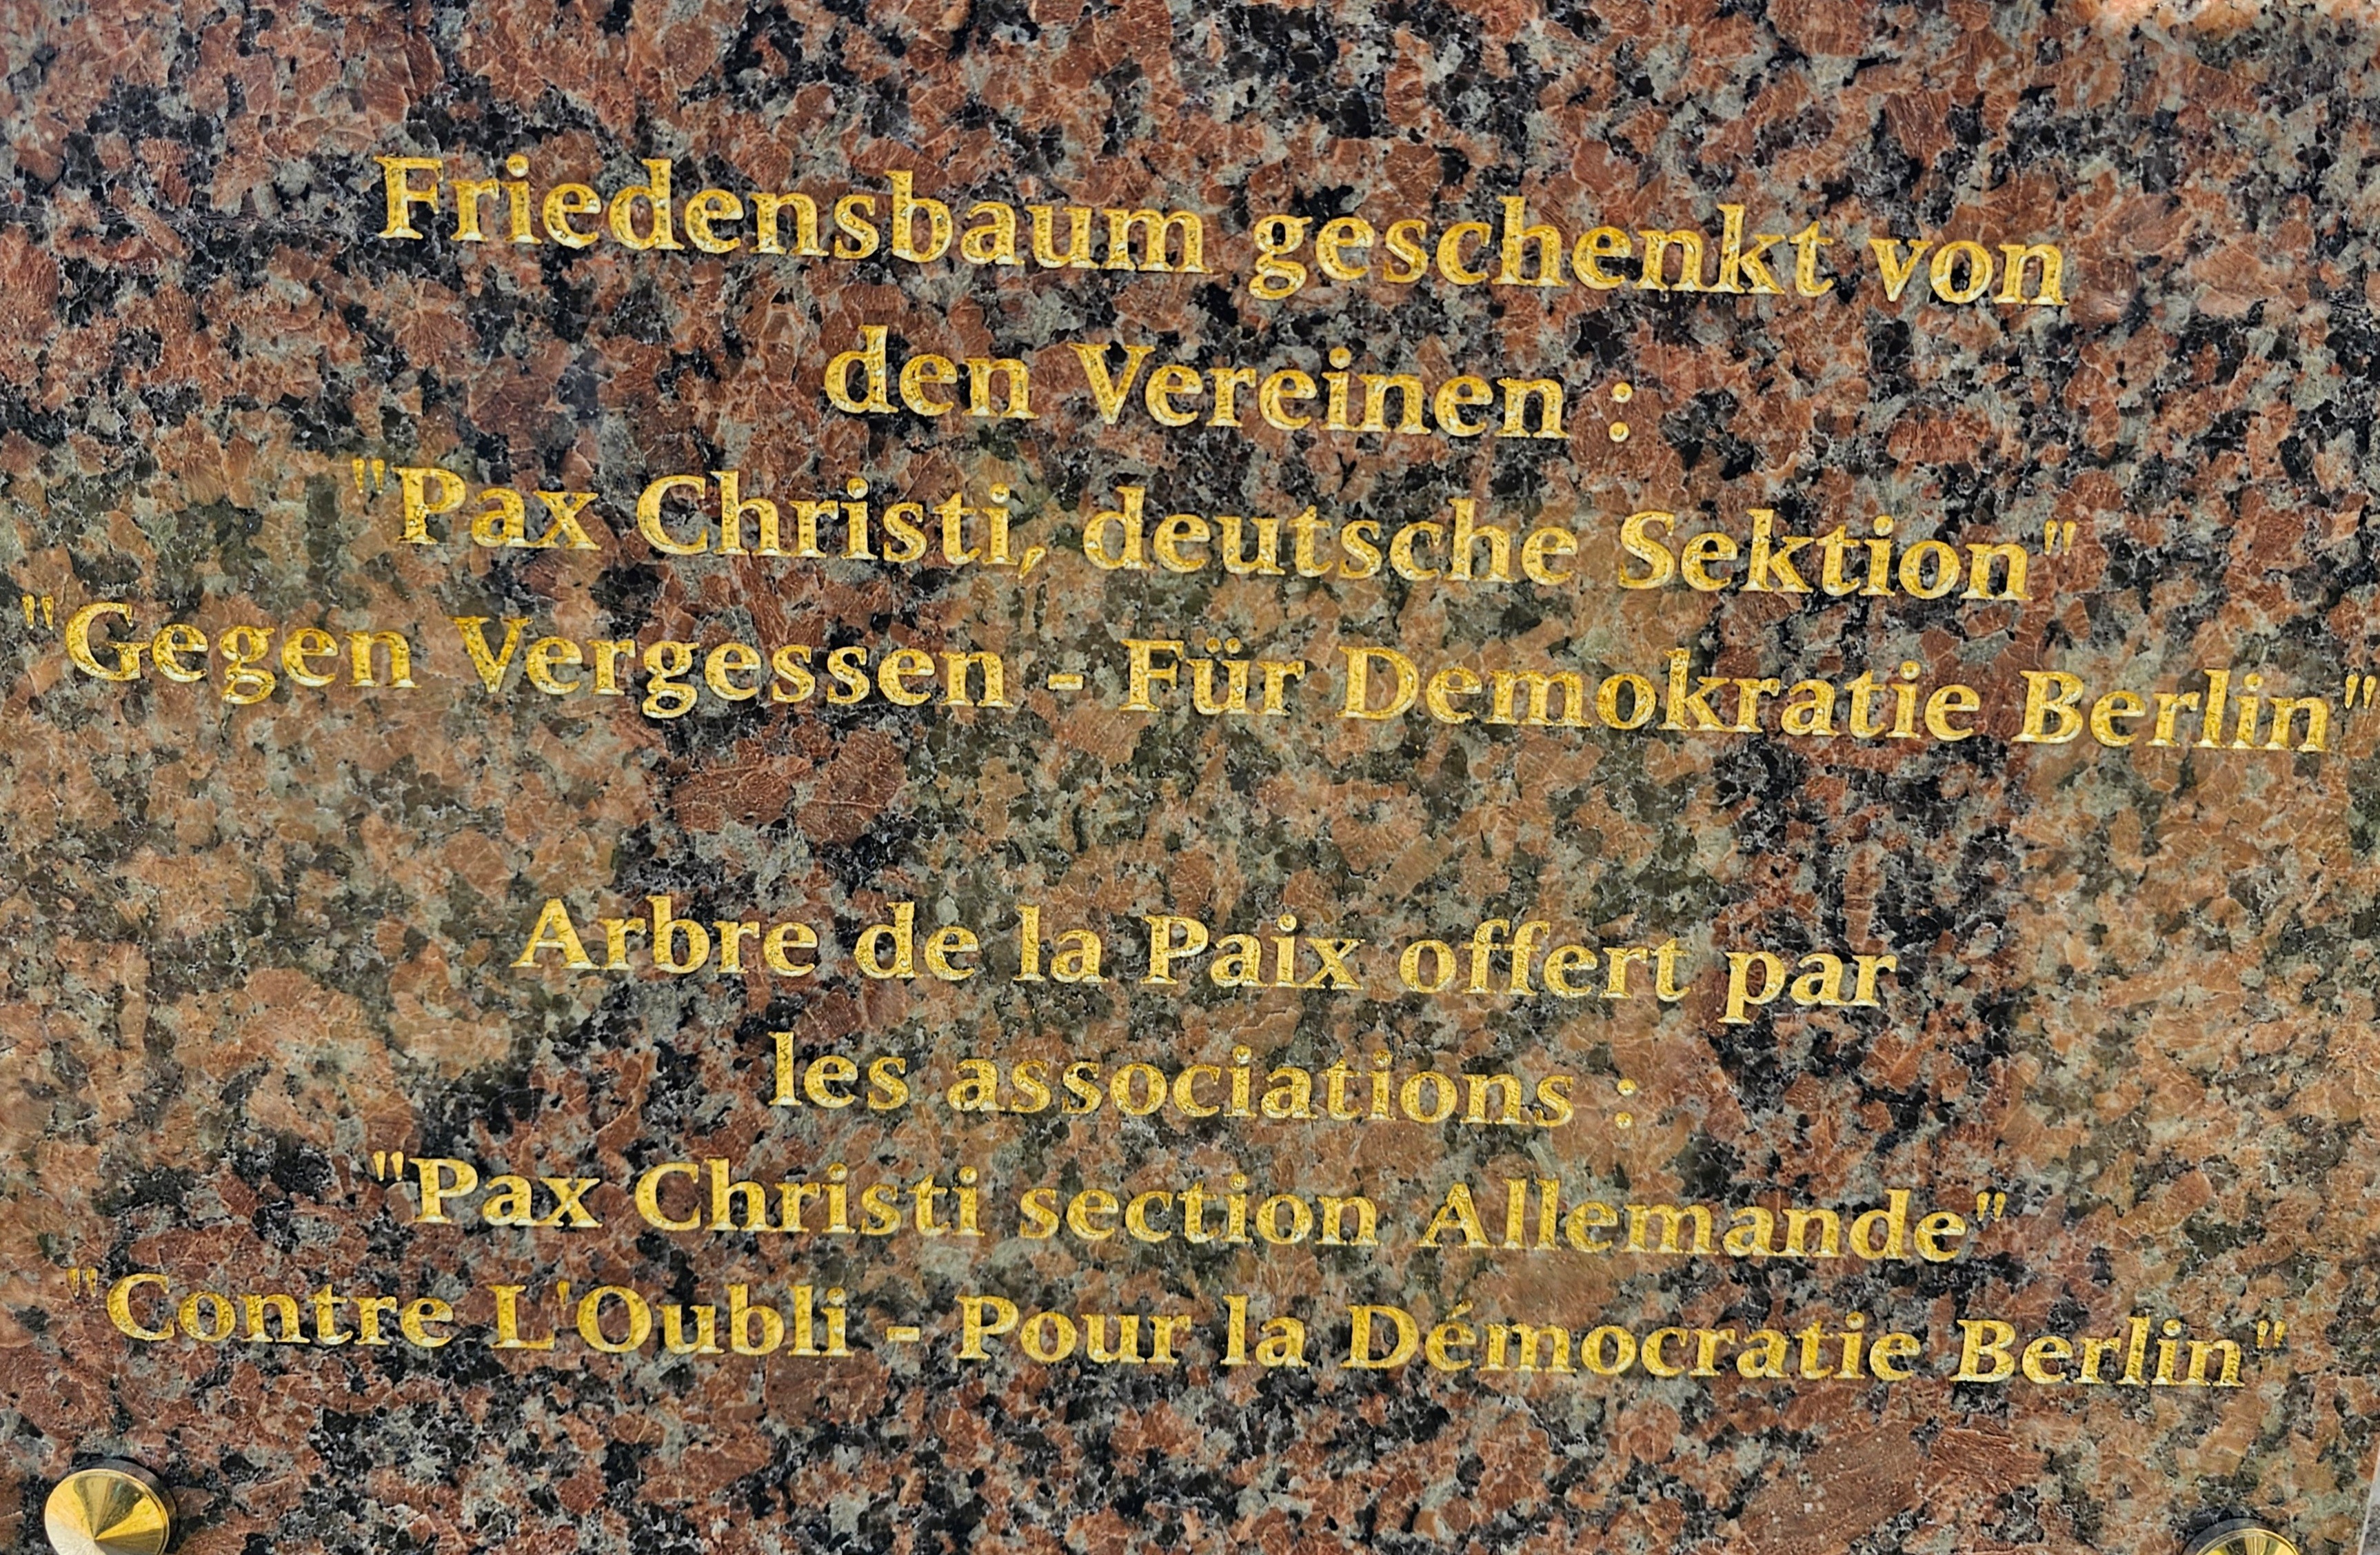 Friedensbaum geschenkt von
den Vereinen :
"Pax Christi, deutsche Sektion"
"Gegen Vergessen - Für Demokratie Berlin"
Arbre de la Paix offert par
les associations :
"Pax Christi section Allemande"
"Contre L'Oubli - Pour la Démocratie Berlin"